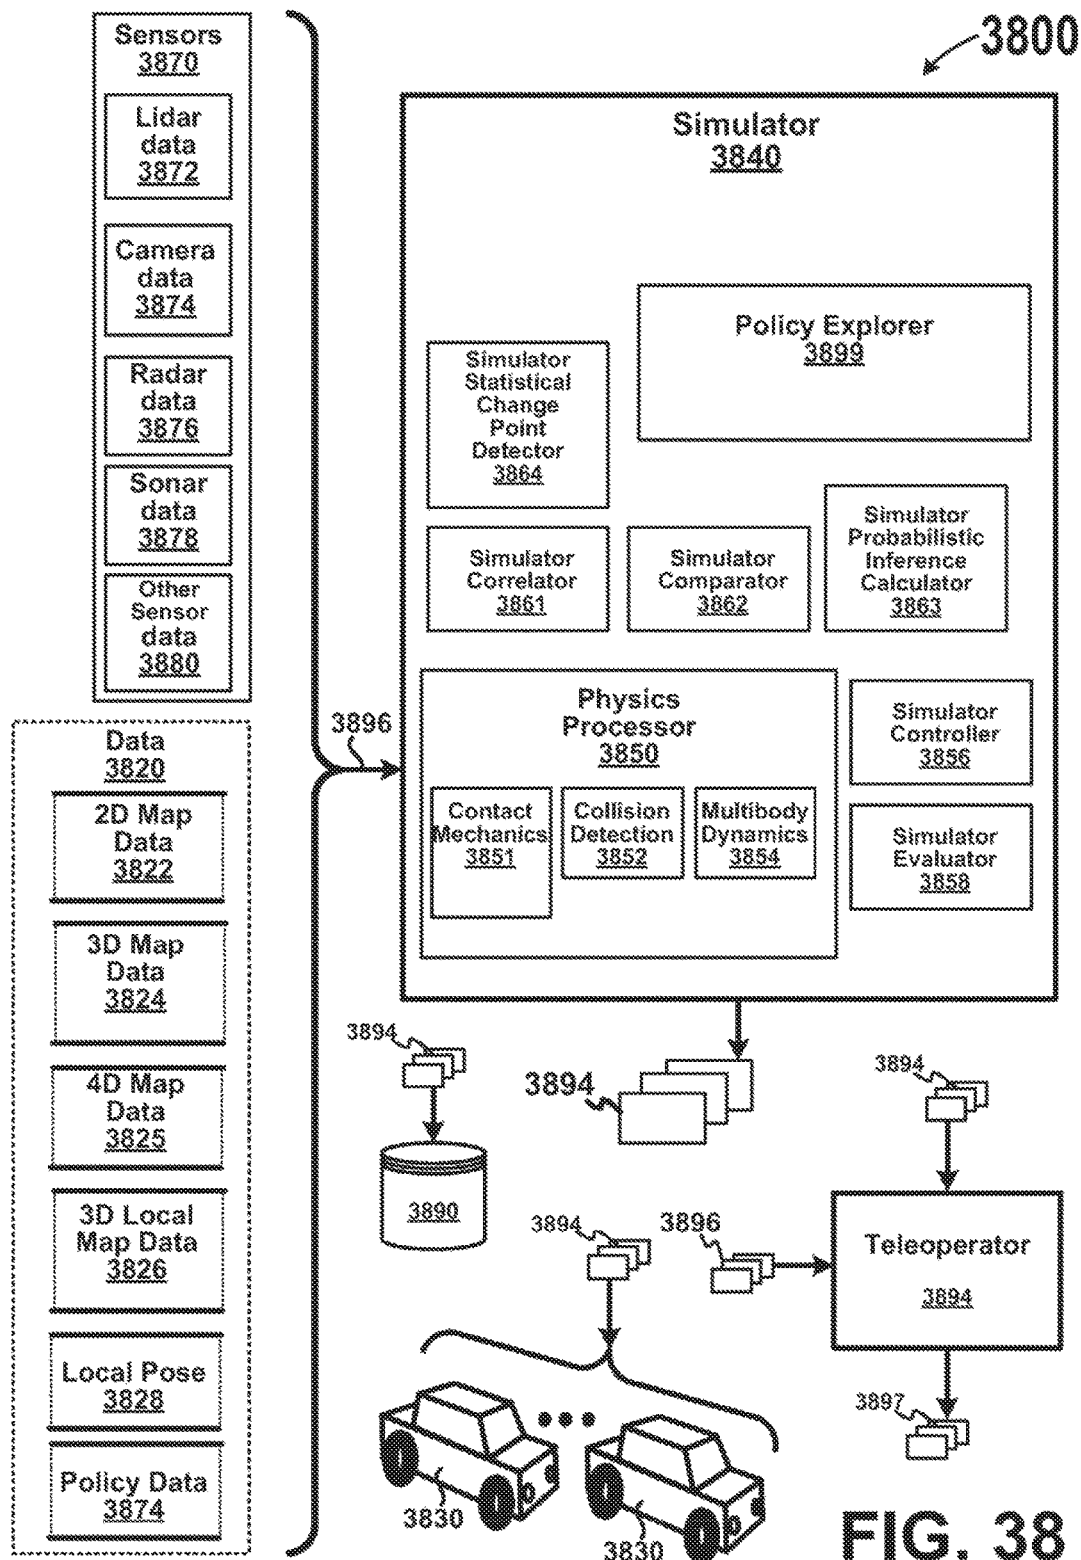 3800
Sensors
3870
Lidar
data
3872
Camera
data
3874
Radar
data
3876
Sonar
data
3878
Other
Sensor
data
3880
Data
3820
2D Map
Data
3822
3D Map
Data
3824
4D Map
Data
3825
3D Local
Map Data
3826
Local Pose
3828
Policy Data
3874
3896
Simulator
3840
Policy Explorer
3899
Simulator
Statistical
Change
Point
Detector
3864
Simulator
Correlator
3861
Simulator
Comparator
3862
Simulator
Probabilistic
Inference
Calculator
3863
Physics
Processor
3850
Contact
Mechanics
3851
Collision
Detection
3852
Multibody
Dynamics
3854
Simulator
Controller
3856
Simulator
Evaluator
3858
3894
3890
3894
3894
3894
3896
Teleoperator
3894
3897
3830
3830
FIG. 38